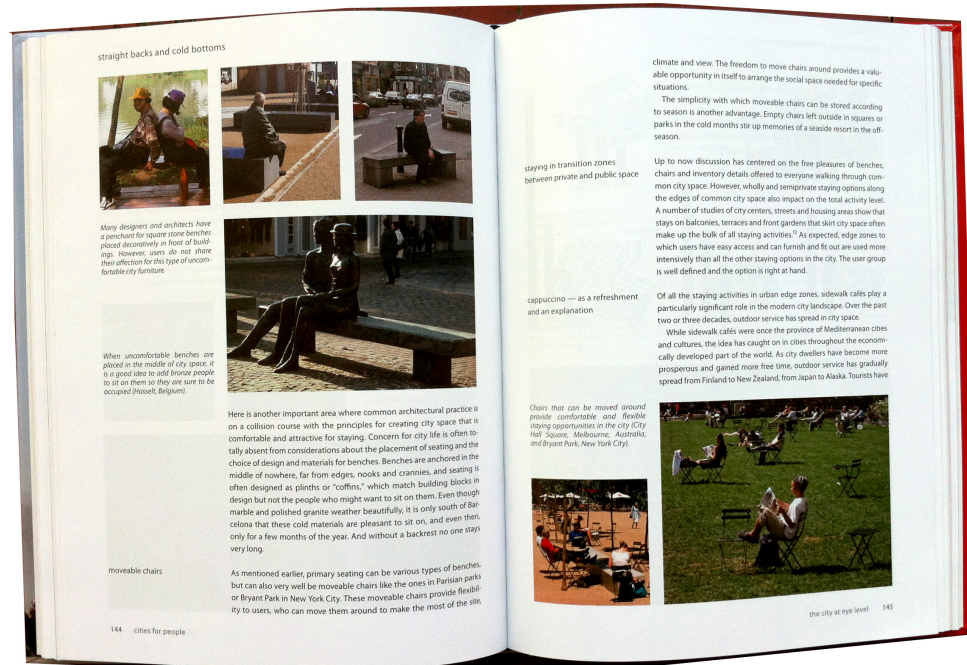 straight backs and cold bottoms
Many designers and architects have
a penchant for square stone benches
placed decoratively in front of build-
ings. However, users do not share
their affection for this type of uncom-
fortable city furniture.
When uncomfortable benches are
placed in the middle of city space, it
is a good idea to add bronze people
to sit on them so they are sure to be
occupied (Hasselt, Belgium).
Here is another important area where common architectural practice is
on a collision course with the principles for creating city space that is
comfortable and attractive for staying. Concern for city life is often to-
tally absent from considerations about the placement of seating and the
choice of design and materials for benches. Benches are anchored in the
middle of nowhere, far from edges, nooks and crannies, and seating is
often designed as plinths or “coffins,” which match building blocks in
design but not the people who might want to sit on them. Even though
marble and polished granite weather beautifully, it is only south of Bar-
celona that these cold materials are pleasant to sit on, and even then,
only for a few months of the year. And without a backrest no one stays
very long.
moveable chairs
As mentioned earlier, primary seating can be various types of benches,
but can also very well be moveable chairs like the ones in Parisian parks
or Bryant Park in New York City. These moveable chairs provide flexibil-
ity to users, who can move them around to make the most of the site,
144 cities for people
climate and view. The freedom to move chairs around provides a valu-
able opportunity in itself to arrange the social space needed for specific
situations.
The simplicity with which moveable chairs can be stored according
to season is another advantage. Empty chairs left outside in squares or
parks in the cold months stir up memories of a seaside resort in the off-
season.
staying in transition zones
between private and public space
Up to now discussion has centered on the free pleasures of benches,
chairs and inventory details offered to everyone walking through com-
mon city space. However, wholly and semiprivate staying options along
the edges of common city space also impact on the total activity level.
A number of studies of city centers, streets and housing areas show that
stays on balconies, terraces and front gardens that skirt city space often
make up the bulk of all staying activities.¹² As expected, edge zones to
which users have easy access and can furnish and fit out are used more
intensively than all the other staying options in the city. The user group
is well defined and the option is right at hand.
cappuccino — as a refreshment
and an explanation
Of all the staying activities in urban edge zones, sidewalk cafés play a
particularly significant role in the modern city landscape. Over the past
two or three decades, outdoor service has spread in city space.
While sidewalk cafés were once the province of Mediterranean cities
and cultures, the idea has caught on in cities throughout the economi-
cally developed part of the world. As city dwellers have become more
prosperous and gained more free time, outdoor service has gradually
spread from Finland to New Zealand, from Japan to Alaska. Tourists have
Chairs that can be moved around
provide comfortable and flexible
staying opportunities in the city (City
Hall Square, Melbourne, Australia,
and Bryant Park, New York City).
the city at eye level 145